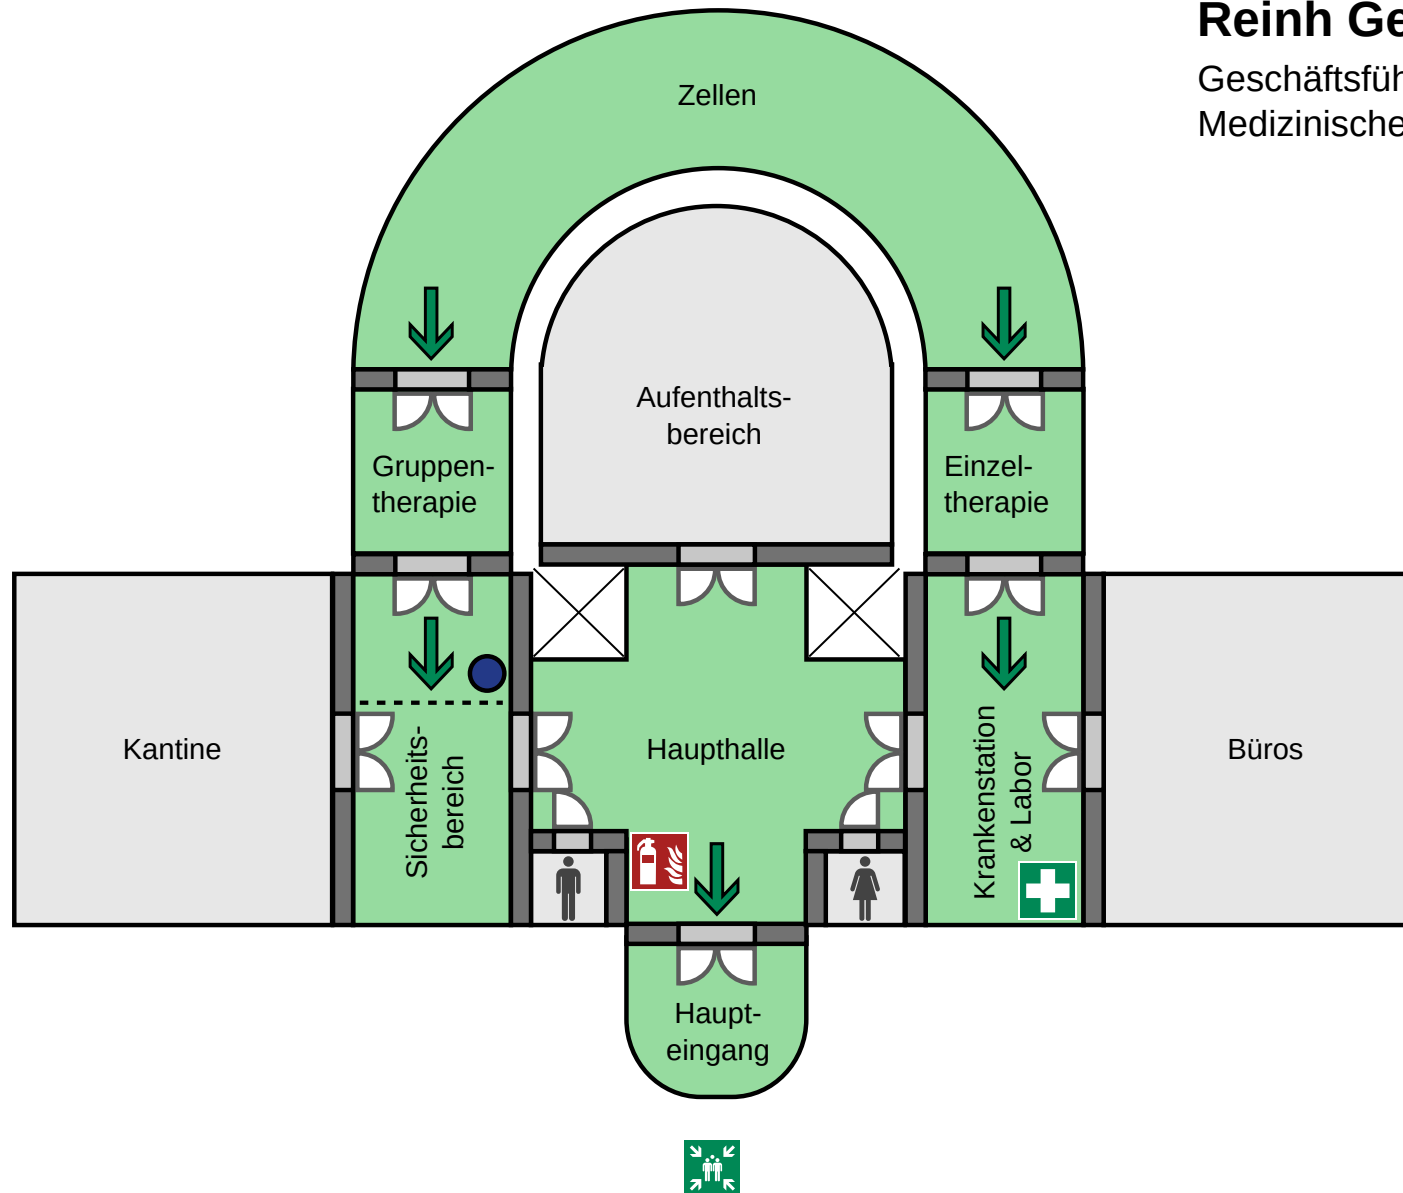 Reinh Ge
Geschäftsfüh
Medizinische
Zellen
Aufenthalts-
bereich
Gruppen-
therapie
Einzel-
therapie
Kantine
Sicherheits-
bereich
Haupthalle
Krankenstation
& Labor
Büros
Haupt-
eingang